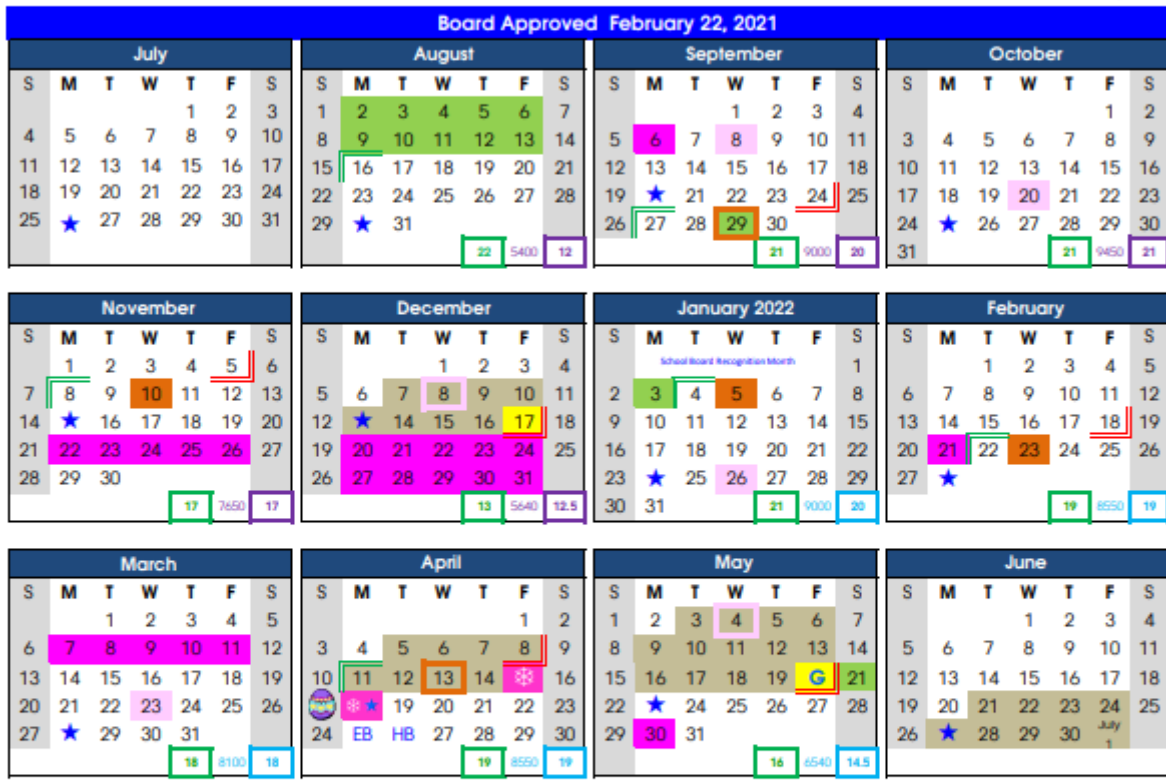 Board Approved February 22, 2021
July
S M T W T F S
1 2 3
4 5 6 7 8 9 10
11 12 13 14 15 16 17
18 19 20 21 22 23 24
25 27 28 29 30 31
August
S M T W T F S
1 2 3 4 5 6 7
8 9 10 11 12 13 14
15 16 17 18 19 20 21
22 23 24 25 26 27 28
29 31
22 5400 12
September
S M T W T F S
1 2 3 4
5 6 7 8 9 10 11
12 13 14 15 16 17 18
19 21 22 23 24 25
26 27 28 29 30
21 9000 20
October
S M T W T F S
1 2
3 4 5 6 7 8 9
10 11 12 13 14 15 16
17 18 19 20 21 22 23
24 26 27 28 29 30
31
21 9450 21
November
S M T W T F S
1 2 3 4 5 6
7 8 9 10 11 12 13
14 16 17 18 19 20
21 22 23 24 25 26 27
28 29 30
17 7650 17
December
S M T W T F S
1 2 3 4
5 6 7 8 9 10 11
12 14 15 16 17 18
19 20 21 22 23 24 25
26 27 28 29 30 31
13 5640 12.5
January 2022
S M T W T F S
School Board Recognition Month
1
2 3 4 5 6 7 8
9 10 11 12 13 14 15
16 17 18 19 20 21 22
23 25 26 27 28 29
30 31
21 9000 20
February
S M T W T F S
1 2 3 4 5
6 7 8 9 10 11 12
13 14 15 16 17 18 19
20 21 22 23 24 25 26
27
19 8550 19
March
S M T W T F S
1 2 3 4 5
6 7 8 9 10 11 12
13 14 15 16 17 18 19
20 21 22 23 24 25 26
27 29 30 31
18 8100 18
April
S M T W T F S
1 2
3 4 5 6 7 8 9
10 11 12 13 14 16
19 20 21 22 23
24 EB HB 27 28 29 30
19 8550 19
May
S M T W T F S
1 2 3 4 5 6 7
8 9 10 11 12 13 14
15 16 17 18 19 G 21
22 24 25 26 27 28
29 30 31
16 6540 14.5
June
S M T W T F S
1 2 3 4
5 6 7 8 9 10 11
12 13 14 15 16 17 18
19 20 21 22 23 24 25
26 28 29 30 July
1